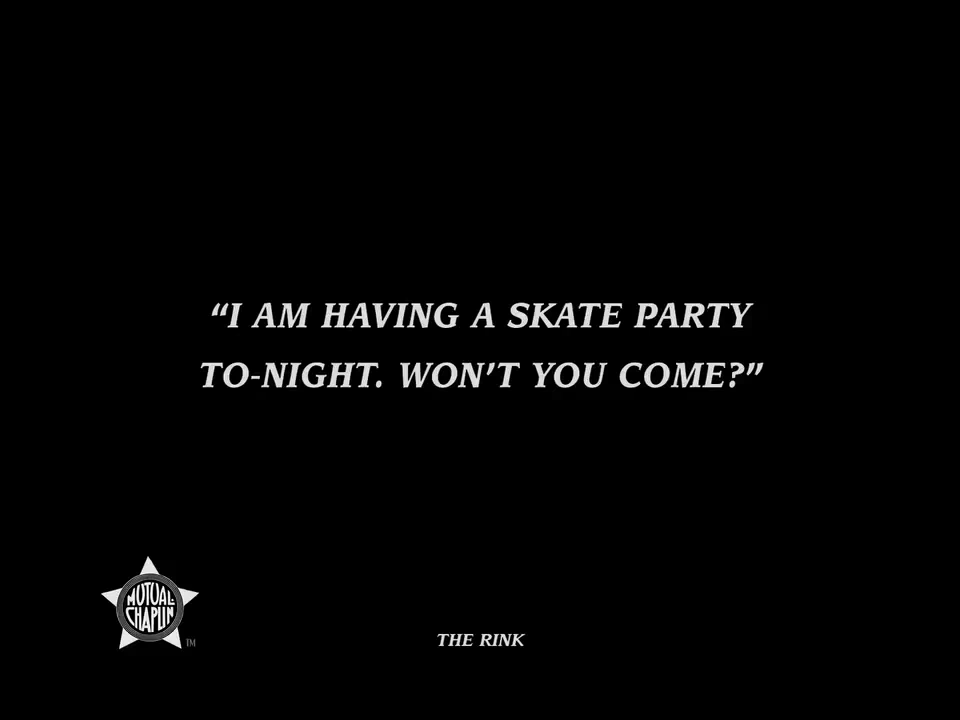 “I AM HAVING A SKATE PARTY
TO-NIGHT. WON’T YOU COME?”
MUTUAL-
CHAPLIN
TM
THE RINK